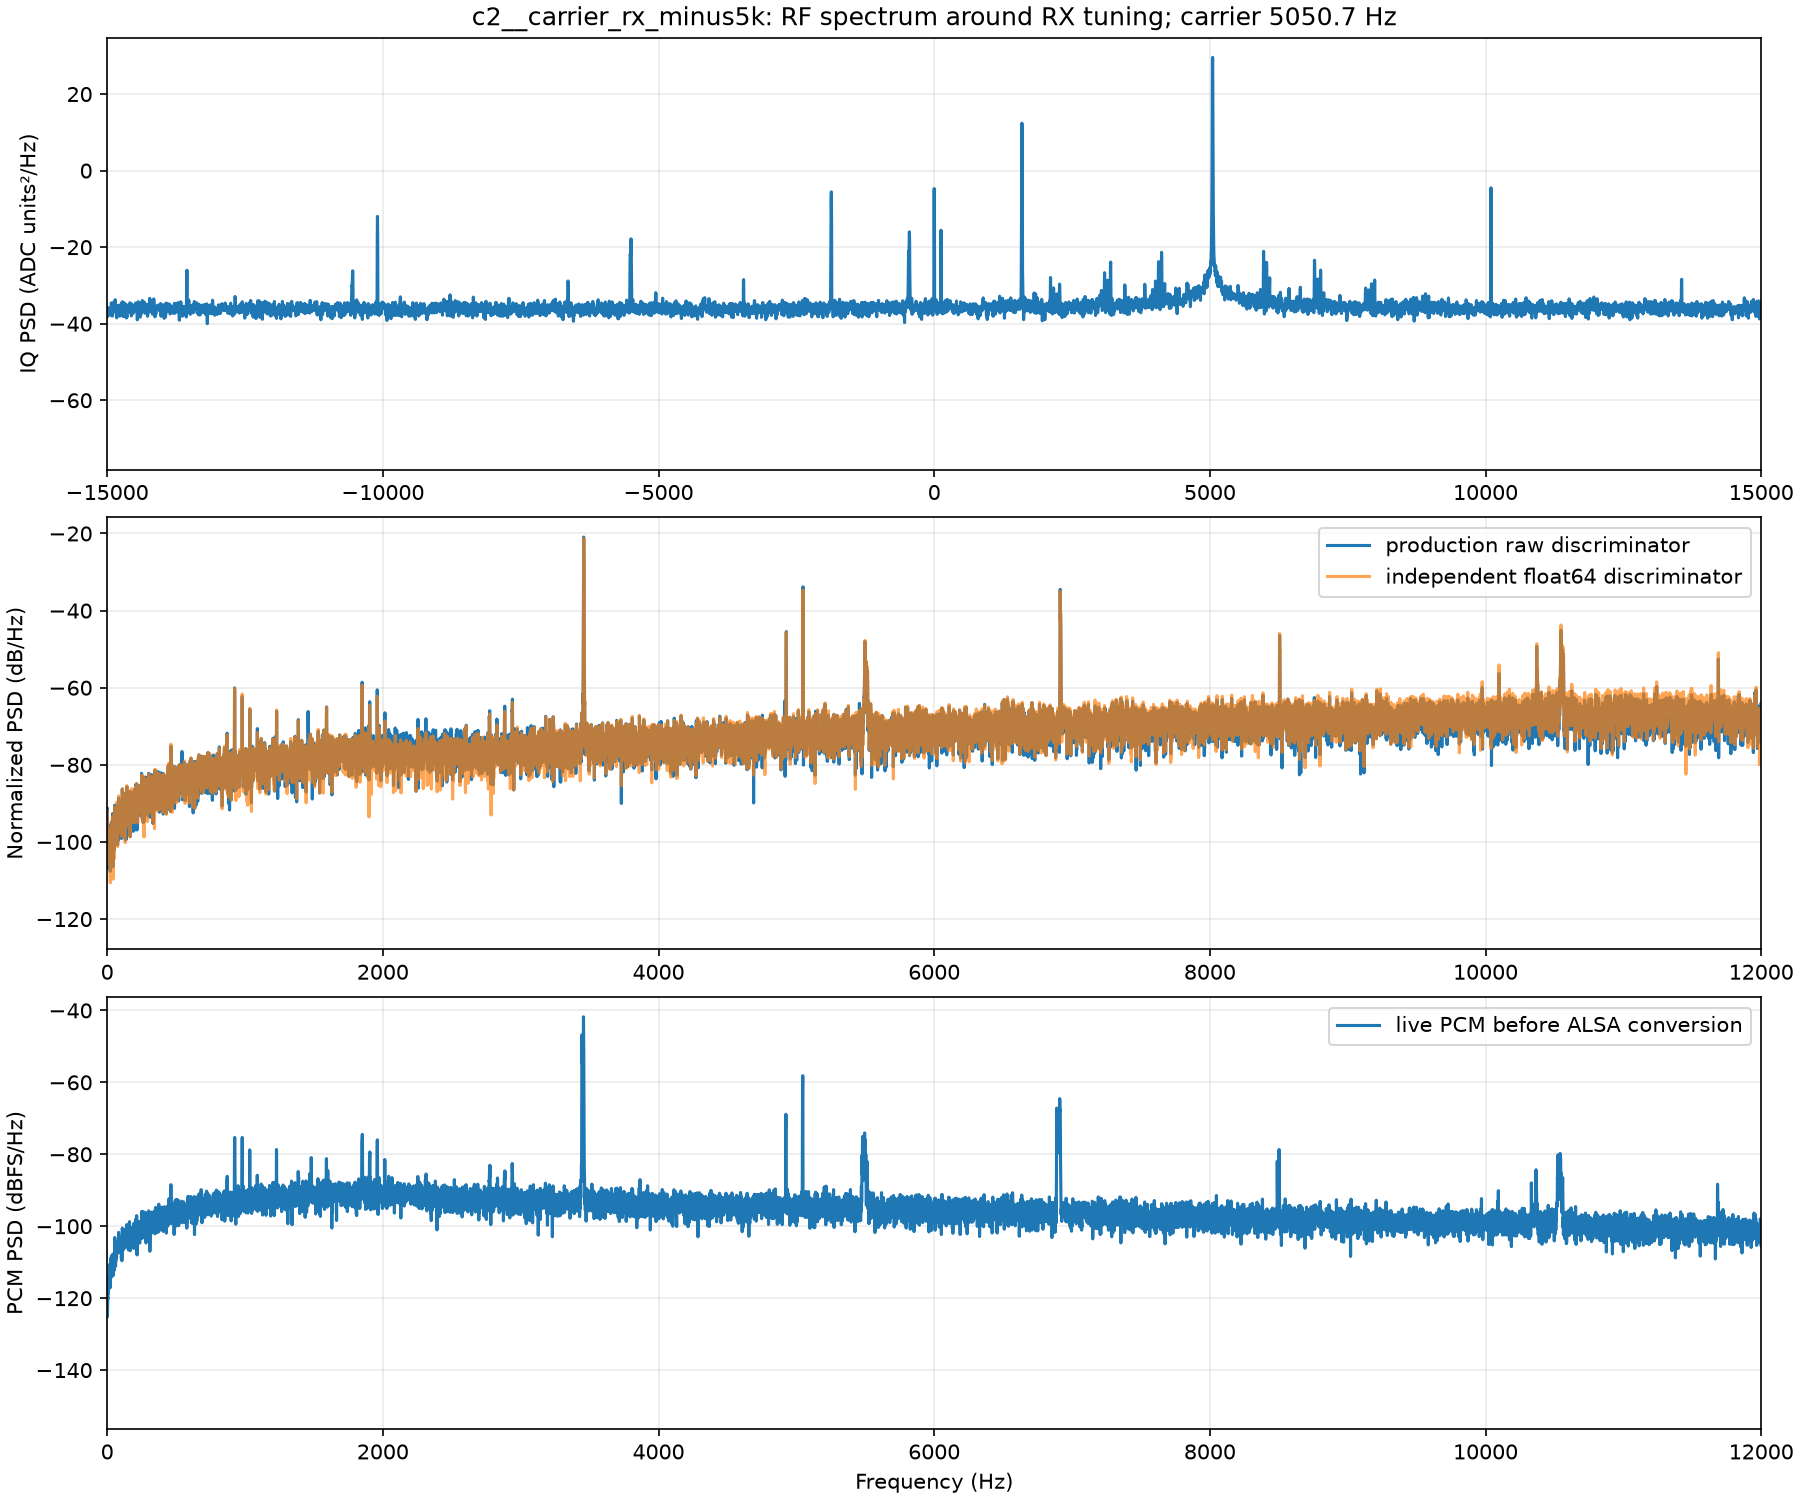 c2__carrier_rx_minus5k: RF spectrum around RX tuning; carrier 5050.7 Hz
IQ PSD (ADC units²/Hz)
20
0
−20
−40
−60
−15000 −10000 −5000 0 5000 10000 15000
Normalized PSD (dB/Hz)
−20
−40
−60
−80
−100
−120
production raw discriminator
independent float64 discriminator
0 2000 4000 6000 8000 10000 12000
PCM PSD (dBFS/Hz)
−40
−60
−80
−100
−120
−140
live PCM before ALSA conversion
0 2000 4000 6000 8000 10000 12000
Frequency (Hz)